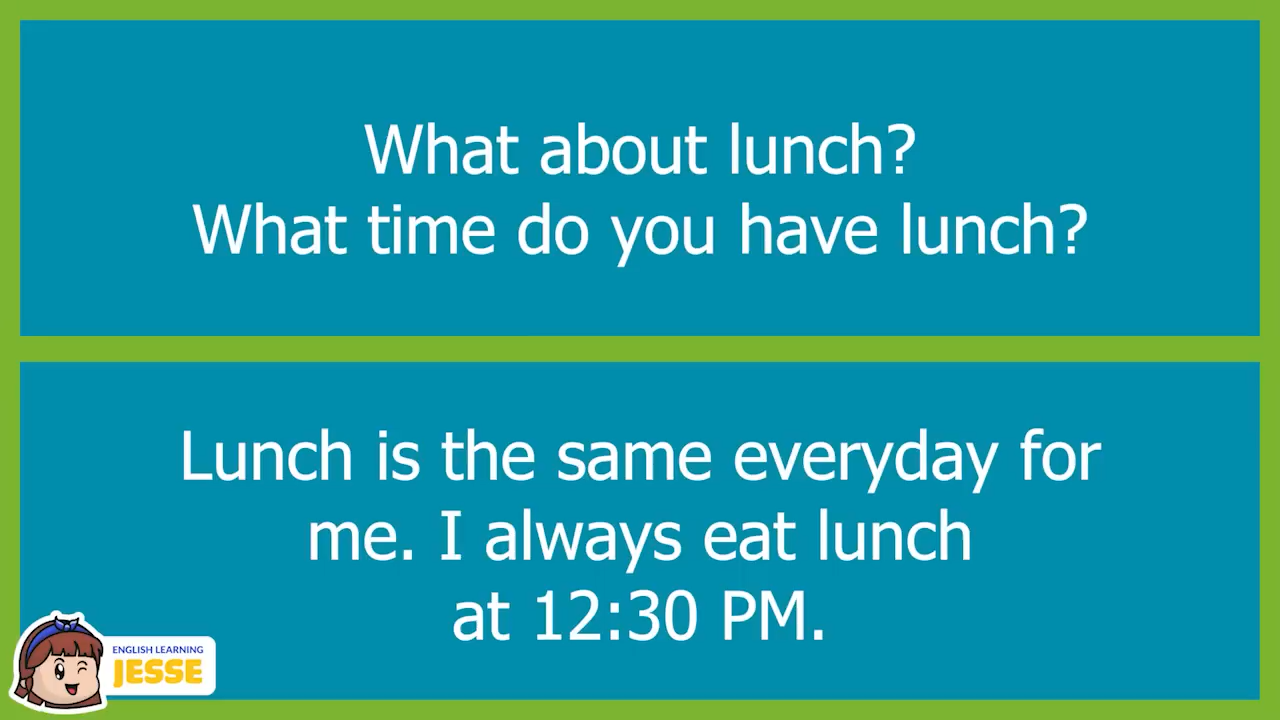 What about lunch?
What time do you have lunch?
Lunch is the same everyday for
me. I always eat lunch
at 12:30 PM.
ENGLISH LEARNING
JESSE